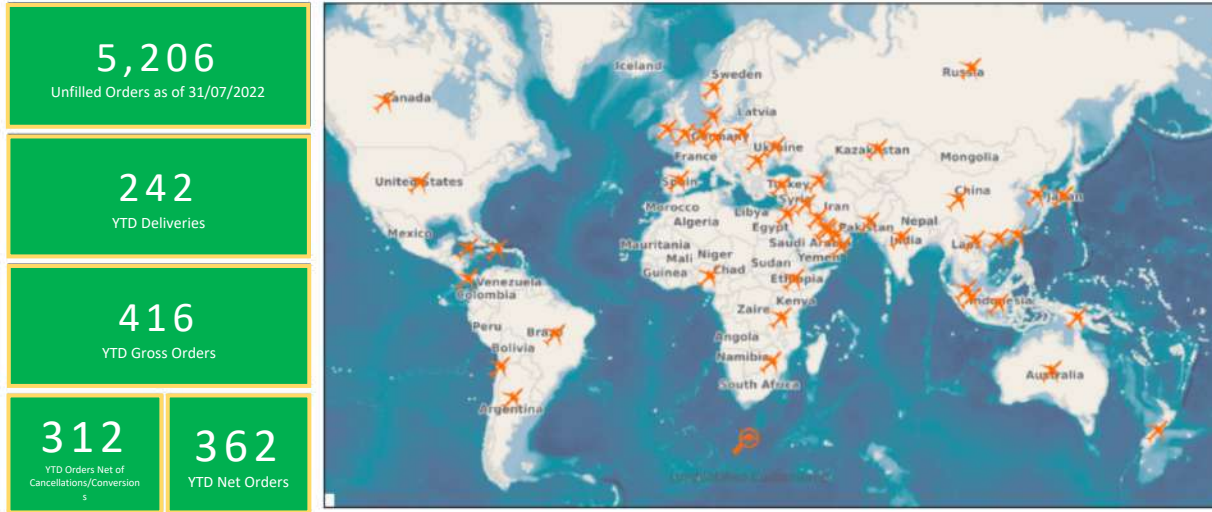 5,206
Unfilled Orders as of 31/07/2022
242
YTD Deliveries
416
YTD Gross Orders
312
YTD Orders Net of
Cancellations/Conversion
s
362
YTD Net Orders
Iceland
Sweden
Russia
Canada
Latvia
Germany
Ukraine
France
Kazakhstan
Mongolia
United States
Spain
Turkey
China
Japan
Syria
Morocco
Iran
Algeria
Libya
Egypt
Pakistan
Nepal
Mexico
Mauritania
Saudi Arabia
India
Laos
Mali
Niger
Sudan
Yemen
Guinea
Chad
Ethiopia
Venezuela
Colombia
Kenya
Indonesia
Zaire
Peru
Brazil
Angola
Bolivia
Namibia
Australia
South Africa
Argentina